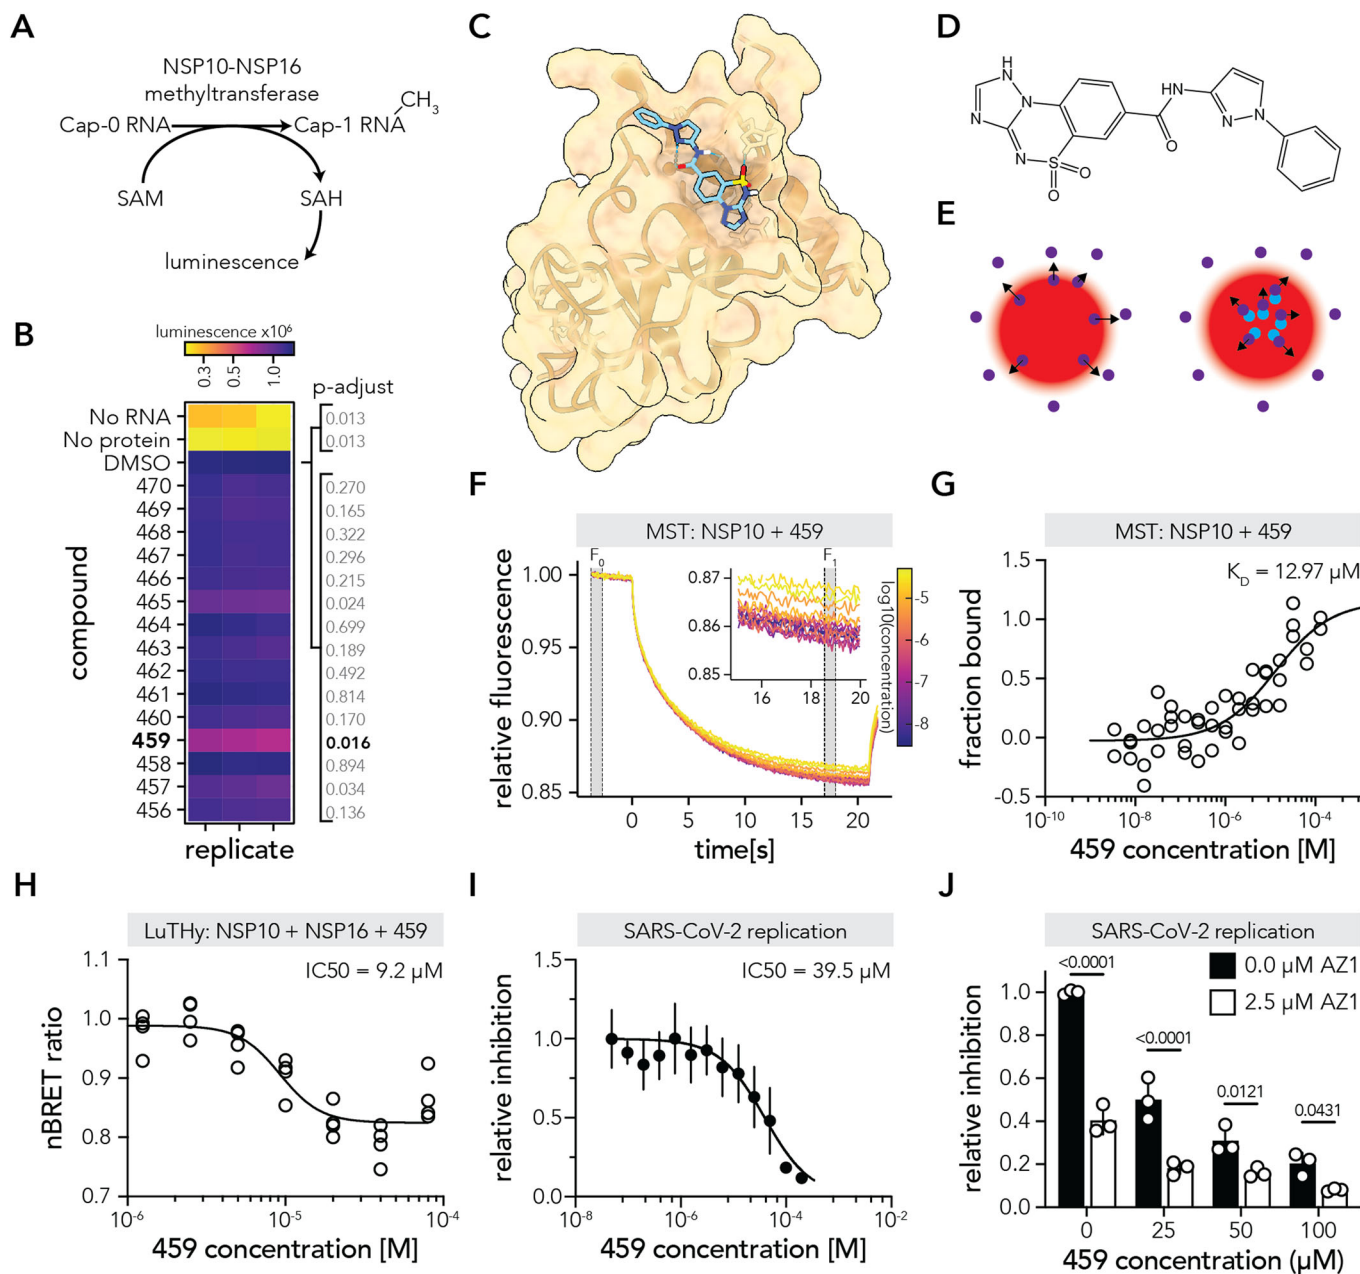 A
NSP10-NSP16
methyltransferase
CH3
Cap-0 RNA
Cap-1 RNA
SAM
SAH
luminescence
B
luminescence x10⁶
0.3
0.5
1.0
p-adjust
No RNA
0.013
No protein
0.013
DMSO
470
0.270
469
0.165
468
0.322
467
0.296
466
0.215
465
0.024
464
0.699
463
0.189
462
0.492
461
0.814
460
0.170
459
0.016
458
0.894
457
0.034
456
0.136
compound
replicate
C
D
H
N
N
N
N
S
O
O
O
HN
N
N
E
F
MST: NSP10 + 459
F0
F1
1.00
0.95
0.90
0.85
0.87
0.86
0.85
16
18
20
log10(concentration)
-5
-6
-7
-8
relative fluorescence
0
5
10
15
20
time[s]
G
MST: NSP10 + 459
KD = 12.97 µM
1.5
1.0
0.5
0.0
-0.5
fraction bound
10-10
10-8
10-6
10-4
459 concentration [M]
H
LuTHy: NSP10 + NSP16 + 459
IC50 = 9.2 µM
1.1
1.0
0.9
0.8
0.7
nBRET ratio
10-6
10-5
10-4
459 concentration [M]
I
SARS-CoV-2 replication
IC50 = 39.5 µM
1.5
1.0
0.5
0.0
relative inhibition
10-8
10-6
10-4
10-2
459 concentration [M]
J
SARS-CoV-2 replication
0.0 µM AZ1
2.5 µM AZ1
<0.0001
<0.0001
0.0121
0.0431
1.0
0.8
0.6
0.4
0.2
0.0
relative inhibition
0
25
50
100
459 concentration (µM)